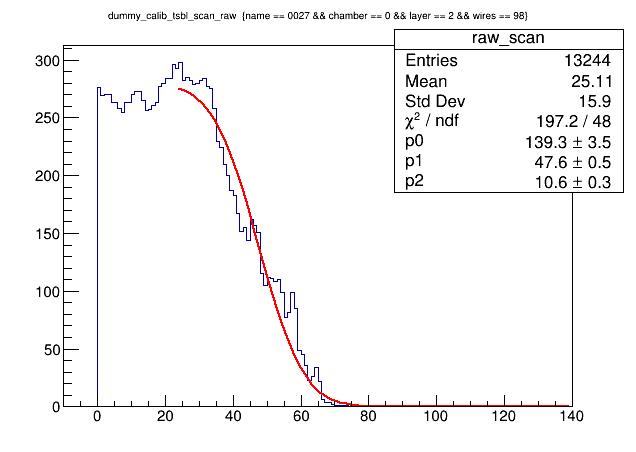 dummy_calib_tsbl_scan_raw {name == 0027 && chamber == 0 && layer == 2 && wires == 98}
raw_scan
Entries 13244
Mean 25.11
Std Dev 15.9
χ² / ndf 197.2 / 48
p0 139.3 ± 3.5
p1 47.6 ± 0.5
p2 10.6 ± 0.3
300
250
200
150
100
50
0
0 20 40 60 80 100 120 140